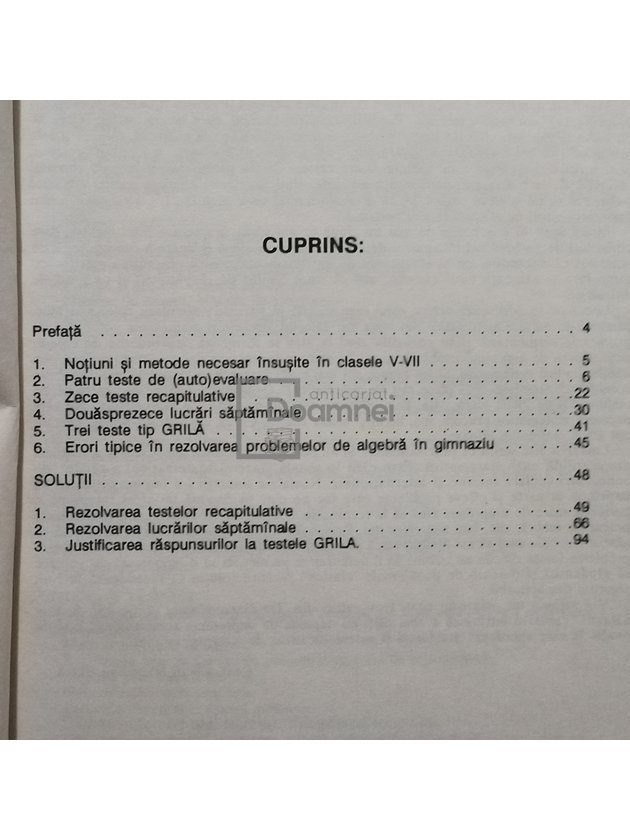 CUPRINS:
Prefață . . . . . . . . . . . . . . . . . . . . . . . . . . . . . . . . . . . . . . 4
1. Noțiuni și metode necesar însușite în clasele V-VII . . . . . . . . . . . . . 5
2. Patru teste de (auto)evaluare . . . . . . . . . . . . . . . . . . . . . . . . 6
3. Zece teste recapitulative . . . . . . . . . . . . . . . . . . . . . . . . . . 22
4. Douăsprezece lucrări săptămînale . . . . . . . . . . . . . . . . . . . . . . 30
5. Trei teste tip GRILĂ . . . . . . . . . . . . . . . . . . . . . . . . . . . . 41
6. Erori tipice în rezolvarea problemelor de algebră în gimnaziu . . . . . . . 45
SOLUȚII . . . . . . . . . . . . . . . . . . . . . . . . . . . . . . . . . . . . 48
1. Rezolvarea testelor recapitulative . . . . . . . . . . . . . . . . . . . . . 49
2. Rezolvarea lucrărilor săptămînale . . . . . . . . . . . . . . . . . . . . . 66
3. Justificarea răspunsurilor la testele GRILA. . . . . . . . . . . . . . . . . 94
anticariat
Doamnei